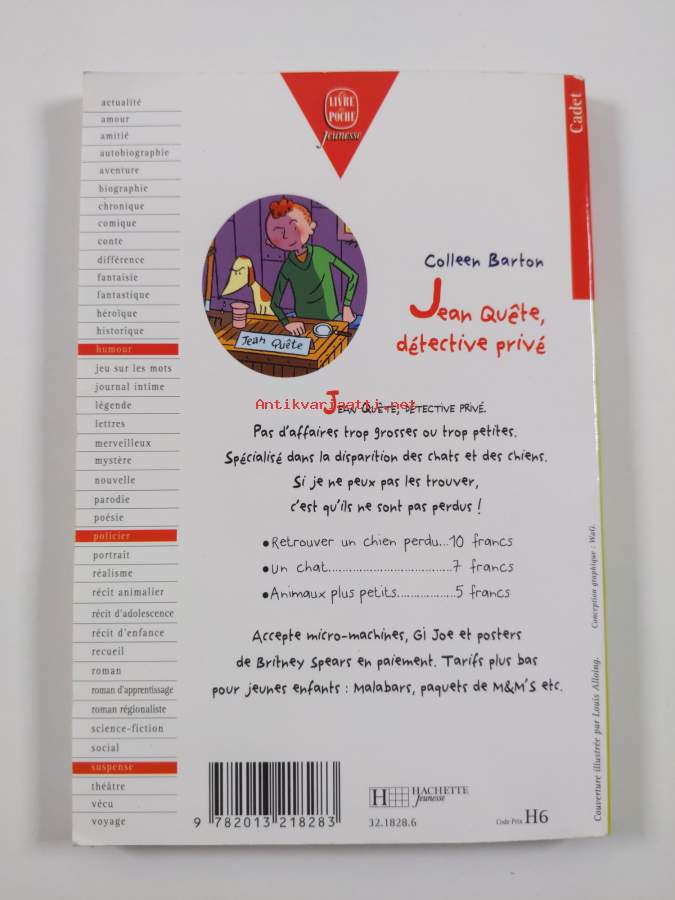 actualité
amour
amitié
autobiographie
aventure
biographie
chronique
comique
conte
différence
fantaisie
fantastique
héroïque
historique
humour
jeu sur les mots
journal intime
légende
lettres
merveilleux
mystère
nouvelle
parodie
poésie
policier
portrait
réalisme
récit animalier
récit d'adolescence
récit d'enfance
recueil
roman
roman d'apprentissage
roman régionaliste
science-fiction
social
suspense
théâtre
vécu
voyage
LIVRE
POCHE
Jeunesse
Cadet
Jean Quête
Colleen Barton
Jean Quête,
détective privé
Antikvariaatti.net
JEAN QUÊTE, DÉTECTIVE PRIVÉ.
Pas d'affaires trop grosses ou trop petites.
Spécialisé dans la disparition des chats et des chiens.
Si je ne peux pas les trouver,
c'est qu'ils ne sont pas perdus !
•Retrouver un chien perdu...10 francs
•Un chat...................................7 francs
•Animaux plus petits.................5 francs
Accepte micro-machines, Gi Joe et posters
de Britney Spears en paiement. Tarifs plus bas
pour jeunes enfants : Malabars, paquets de M&M'S etc.
9 782013 218283
H HACHETTE
Jeunesse
32.1828.6
Code Prix H6
Couverture illustrée par Louis Alloing.
Conception graphique : Wati.